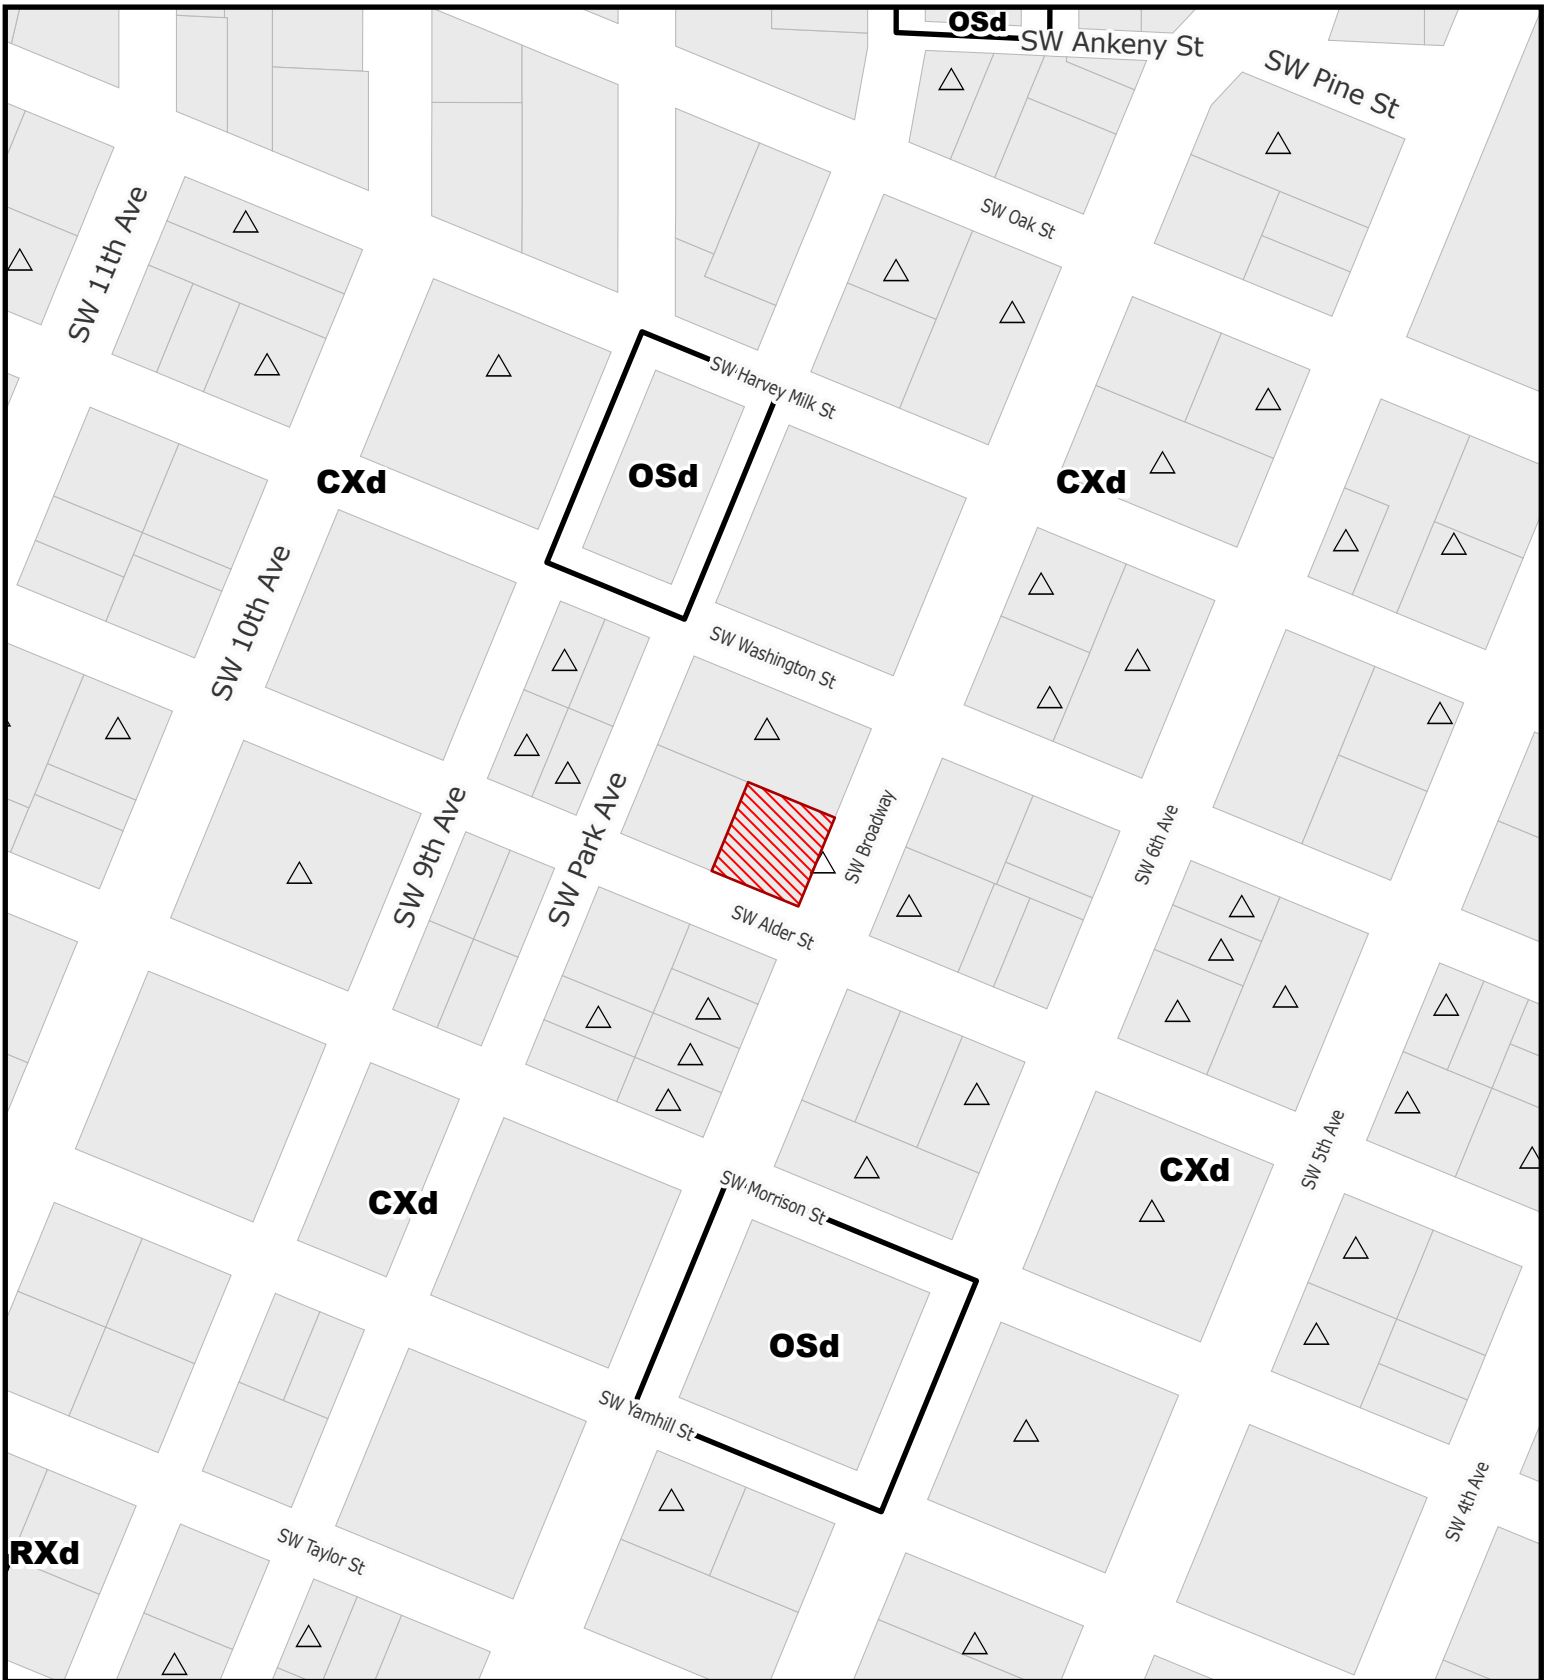 OSd
SW Ankeny St
SW Pine St
SW Oak St
SW 11th Ave
SW Harvey Milk St
OSd
CXd
CXd
SW 10th Ave
SW Washington St
SW Park Ave
SW 9th Ave
SW Broadway
SW 6th Ave
SW Alder St
SW 5th Ave
CXd
SW Morrison St
CXd
OSd
SW Yamhill St
SW 4th Ave
RXd
SW Taylor St